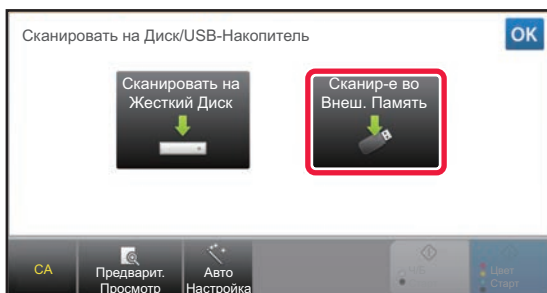 Сканировать на Диск/USB-Накопитель
OK
Сканировать на
Жесткий Диск
Сканир-е во
Внеш. Память
CA
Предварит.
Просмотр
Авто
Настройка
Цвет
Старт